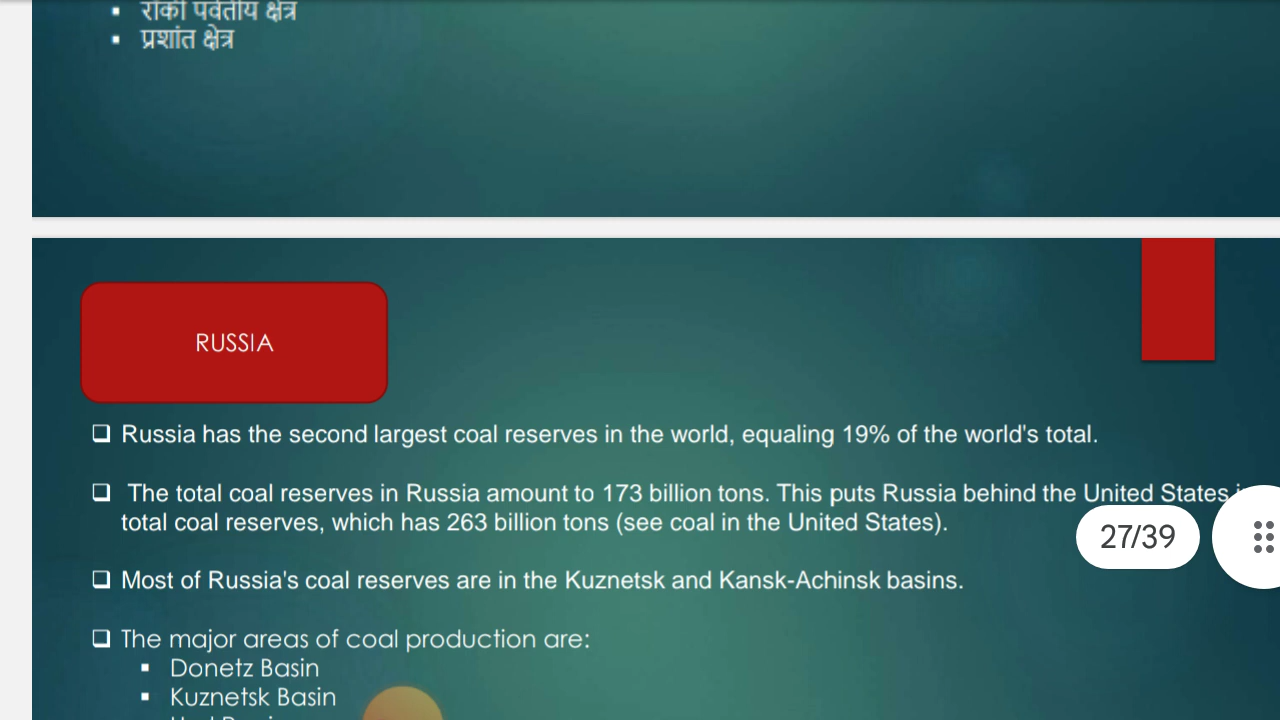 ▪ रॉकी पर्वतीय क्षेत्र
▪ प्रशांत क्षेत्र
RUSSIA
❑ Russia has the second largest coal reserves in the world, equaling 19% of the world's total.
❑ The total coal reserves in Russia amount to 173 billion tons. This puts Russia behind the United States
total coal reserves, which has 263 billion tons (see coal in the United States).
27/39
❑ Most of Russia's coal reserves are in the Kuznetsk and Kansk-Achinsk basins.
❑ The major areas of coal production are:
▪ Donetz Basin
▪ Kuznetsk Basin